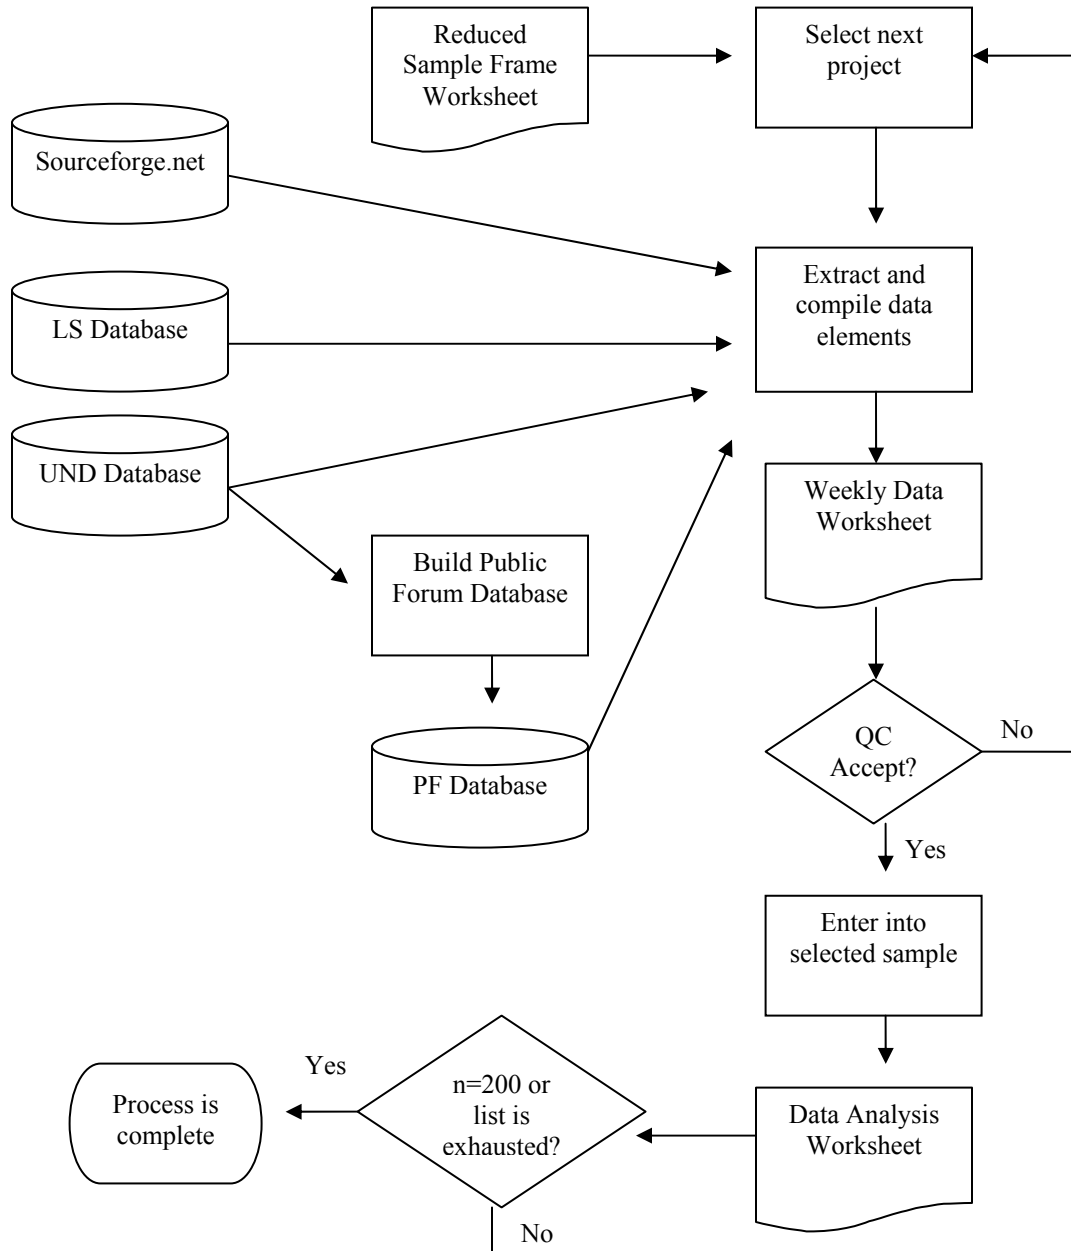 Reduced
Sample Frame
Worksheet
Select next
project
Sourceforge.net
Extract and
compile data
elements
LS Database
UND Database
Weekly Data
Worksheet
Build Public
Forum Database
QC
Accept?
No
PF Database
Yes
Enter into
selected sample
Yes
n=200 or
list is
exhausted?
Process is
complete
Data Analysis
Worksheet
No